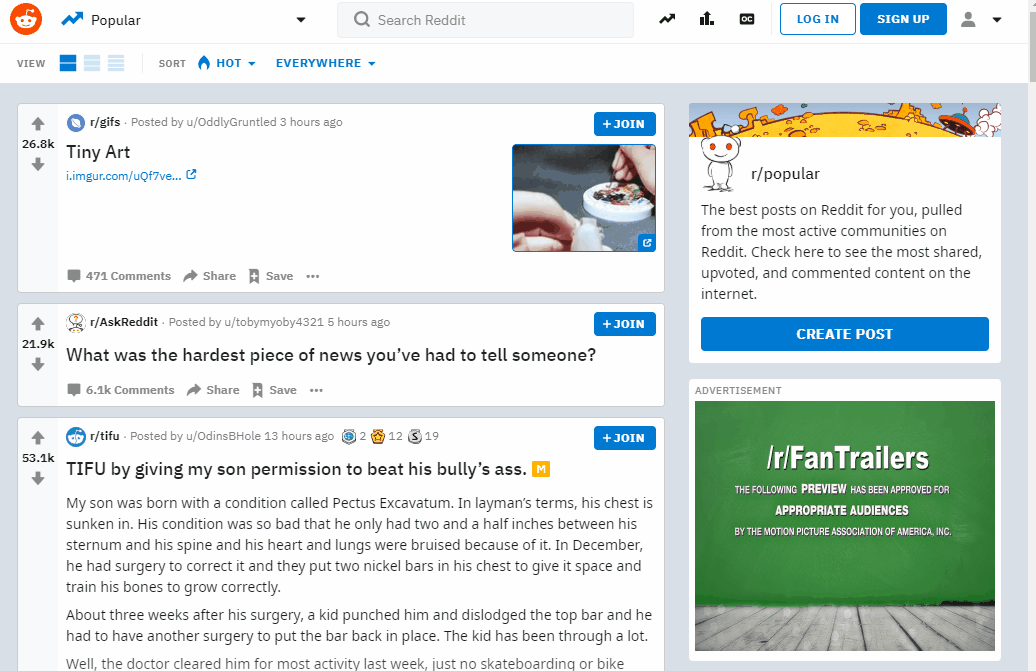 Popular
Search Reddit
OC
LOG IN
SIGN UP
VIEW
SORT
HOT
EVERYWHERE
26.8k
r/gifs · Posted by u/OddlyGruntled 3 hours ago
+ JOIN
Tiny Art
i.imgur.com/uQf7ve...
471 Comments Share Save ···
21.9k
r/AskReddit · Posted by u/tobymyoby4321 5 hours ago
+ JOIN
What was the hardest piece of news you’ve had to tell someone?
6.1k Comments Share Save ···
53.1k
r/tifu · Posted by u/OdinsBHole 13 hours ago 2 12 S 19
+ JOIN
TIFU by giving my son permission to beat his bully’s ass. M
My son was born with a condition called Pectus Excavatum. In layman’s terms, his chest is
sunken in. His condition was so bad that he only had two and a half inches between his
sternum and his spine and his heart and lungs were bruised because of it. In December,
he had surgery to correct it and they put two nickel bars in his chest to give it space and
train his bones to grow correctly.
About three weeks after his surgery, a kid punched him and dislodged the top bar and he
had to have another surgery to put the bar back in place. The kid has been through a lot.
Well, the doctor cleared him for most activity last week, just no skateboarding or bike
r/popular
The best posts on Reddit for you, pulled
from the most active communities on
Reddit. Check here to see the most shared,
upvoted, and commented content on the
internet.
CREATE POST
ADVERTISEMENT
/r/FanTrailers
THE FOLLOWING PREVIEW HAS BEEN APPROVED FOR
APPROPRIATE AUDIENCES
BY THE MOTION PICTURE ASSOCIATION OF AMERICA, INC.